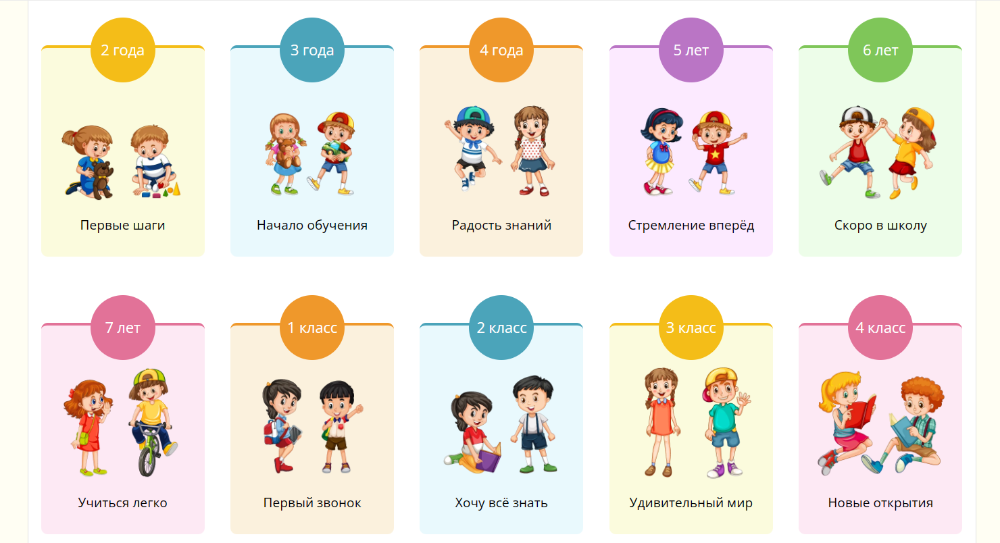 2 года
Первые шаги
3 года
Начало обучения
4 года
Радость знаний
5 лет
Стремление вперёд
6 лет
Скоро в школу
7 лет
Учиться легко
1 класс
Первый звонок
2 класс
Хочу всё знать
3 класс
Удивительный мир
4 класс
Новые открытия